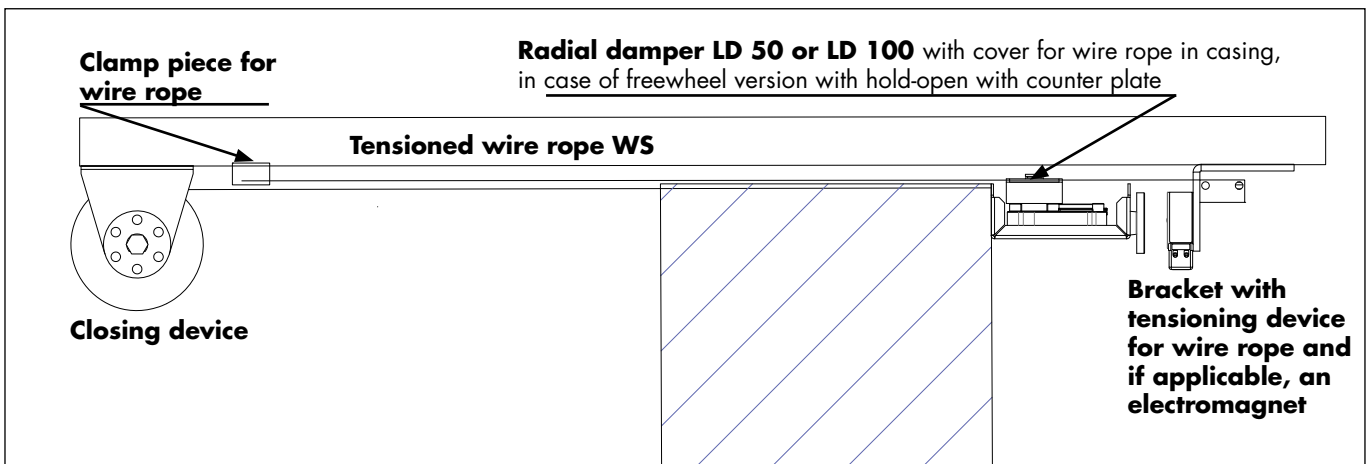 Clamp piece for
wire rope
Radial damper LD 50 or LD 100 with cover for wire rope in casing,
in case of freewheel version with hold-open with counter plate
Tensioned wire rope WS
Closing device
Bracket with
tensioning device
for wire rope and
if applicable, an
electromagnet